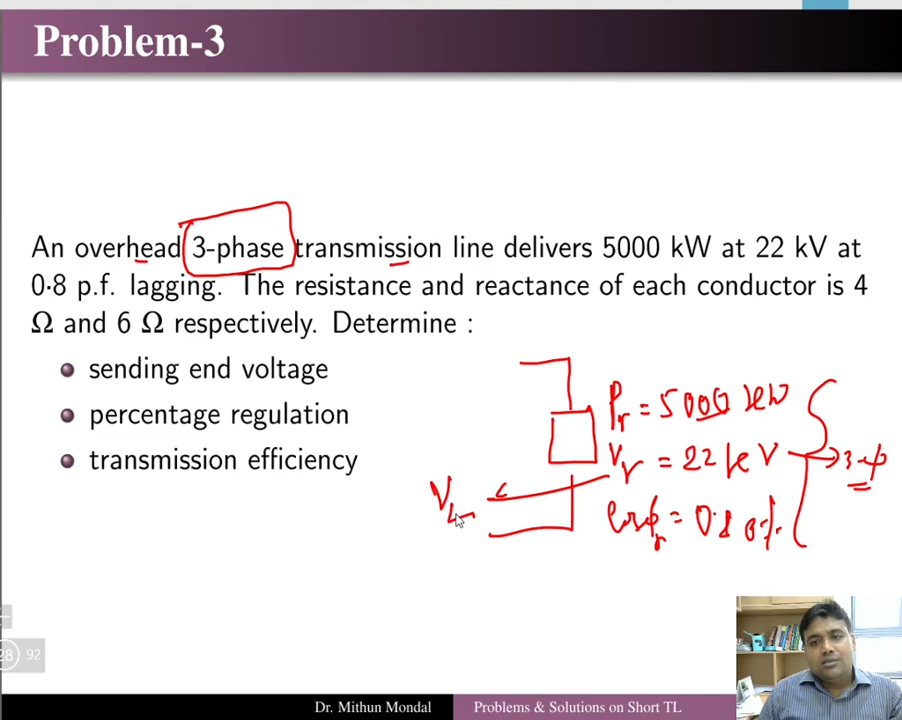 Problem-3
An overhead 3-phase transmission line delivers 5000 kW at 22 kV at
0·8 p.f. lagging. The resistance and reactance of each conductor is 4
Ω and 6 Ω respectively. Determine :
sending end voltage
percentage regulation
transmission efficiency
Pr = 5000 kW
Vr = 22 kV
3-φ
VL
cosφr = 0.8
28 92
Dr. Mithun Mondal
Problems & Solutions on Short TL